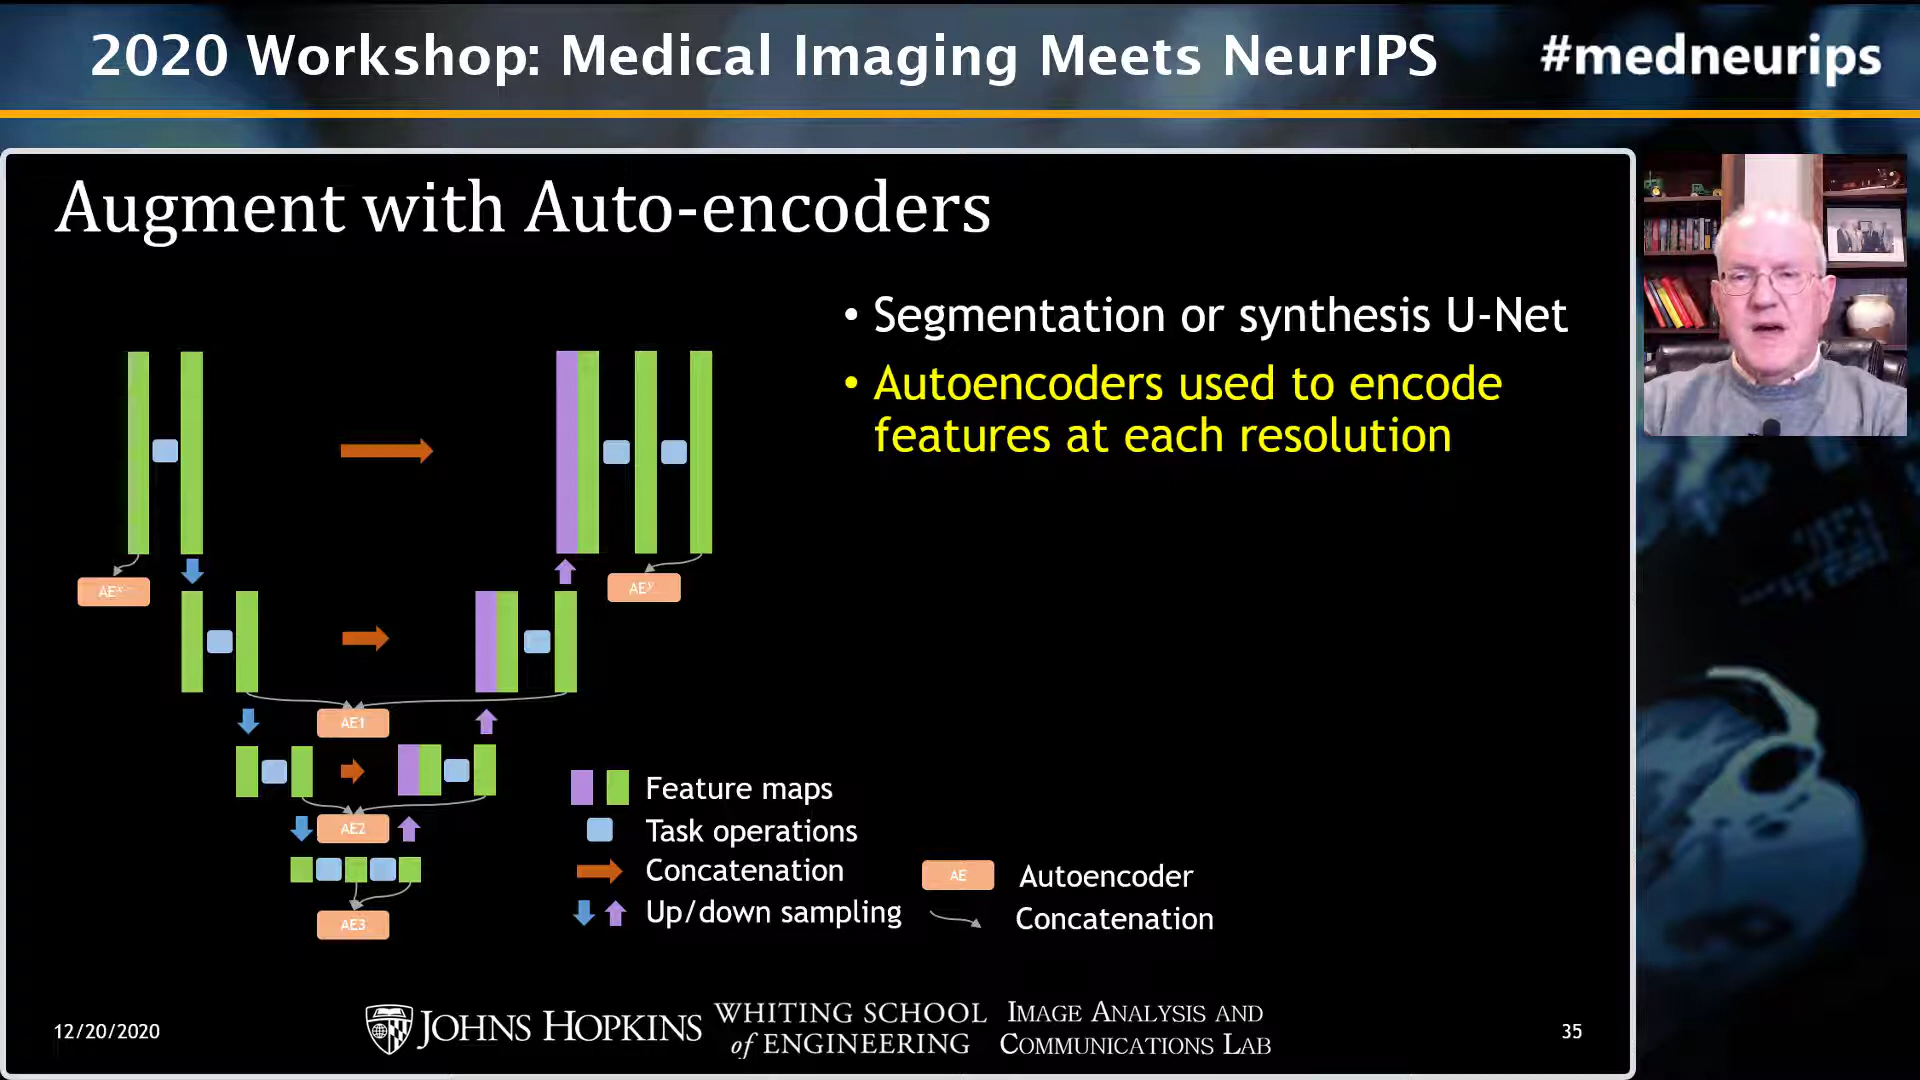 2020 Workshop: Medical Imaging Meets NeurIPS
#medneurips
Augment with Auto-encoders
• Segmentation or synthesis U-Net
• Autoencoders used to encode
features at each resolution
AEˣ
AEʸ
AE1
AE2
AE3
Feature maps
Task operations
Concatenation
Up/down sampling
AE
Autoencoder
Concatenation
12/20/2020
JOHNS HOPKINS
WHITING SCHOOL
of ENGINEERING
IMAGE ANALYSIS AND
COMMUNICATIONS LAB
35